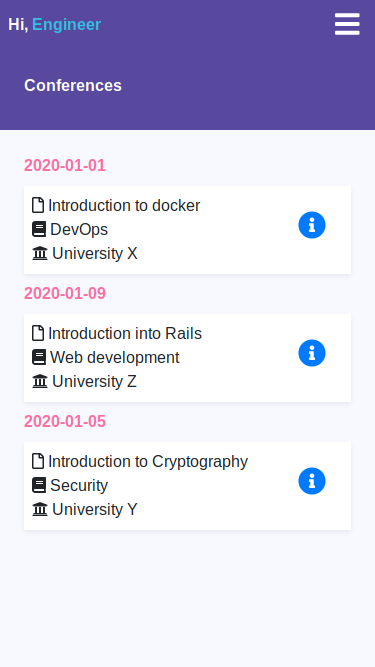 Hi, Engineer
Conferences
2020-01-01
Introduction to docker
DevOps
University X
2020-01-09
Introduction into Rails
Web development
University Z
2020-01-05
Introduction to Cryptography
Security
University Y